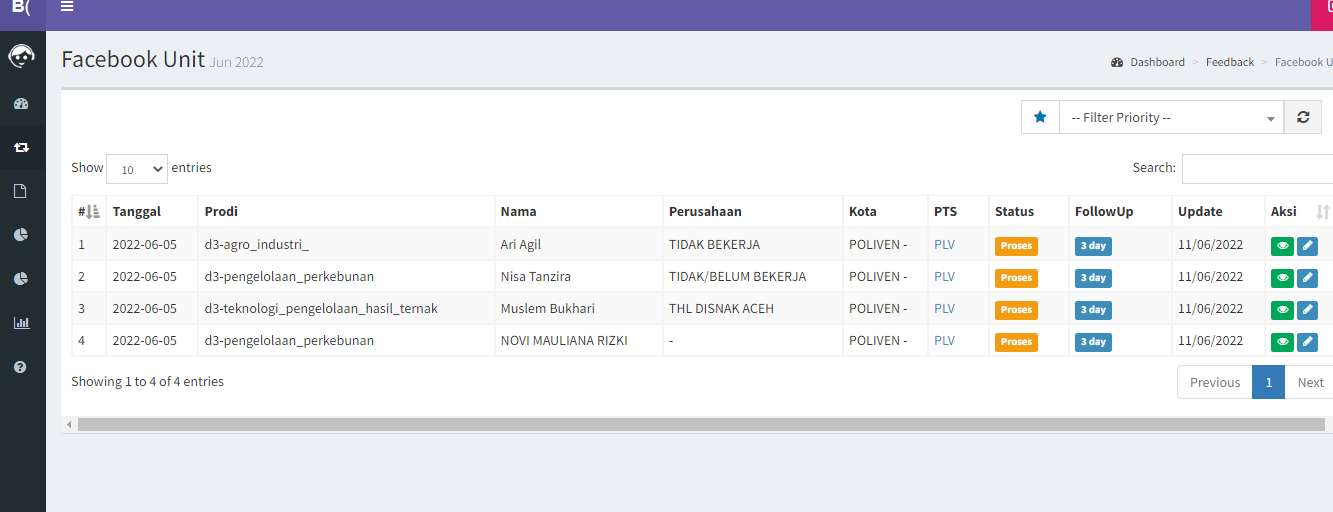 B(
Facebook Unit Jun 2022
Dashboard > Feedback > Facebook U
-- Filter Priority --
Show 10 entries
Search:
# Tanggal Prodi Nama Perusahaan Kota PTS Status FollowUp Update Aksi
1 2022-06-05 d3-agro_industri_ Ari Agil TIDAK BEKERJA POLIVEN - PLV Proses 3 day 11/06/2022
2 2022-06-05 d3-pengelolaan_perkebunan Nisa Tanzira TIDAK/BELUM BEKERJA POLIVEN - PLV Proses 3 day 11/06/2022
3 2022-06-05 d3-teknologi_pengelolaan_hasil_ternak Muslem Bukhari THL DISNAK ACEH POLIVEN - PLV Proses 3 day 11/06/2022
4 2022-06-05 d3-pengelolaan_perkebunan NOVI MAULIANA RIZKI - POLIVEN - PLV Proses 3 day 11/06/2022
Showing 1 to 4 of 4 entries
Previous 1 Next